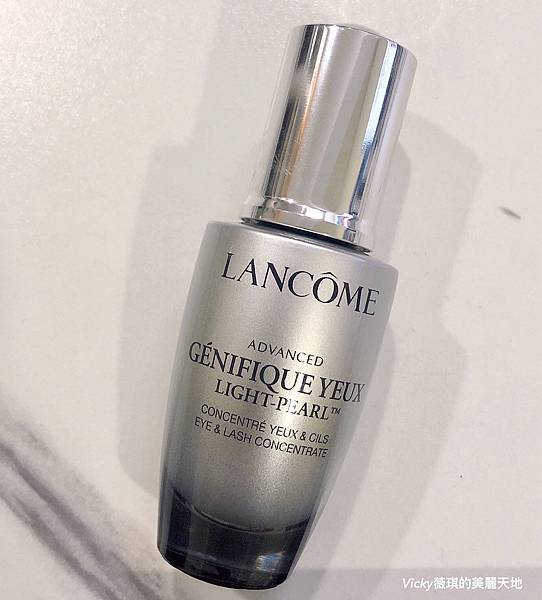 LANCÔME
ADVANCED
GÉNIFIQUE YEUX
LIGHT-PEARL™
CONCENTRÉ YEUX & CILS
EYE & LASH CONCENTRATE
Vicky薇琪的美麗天地